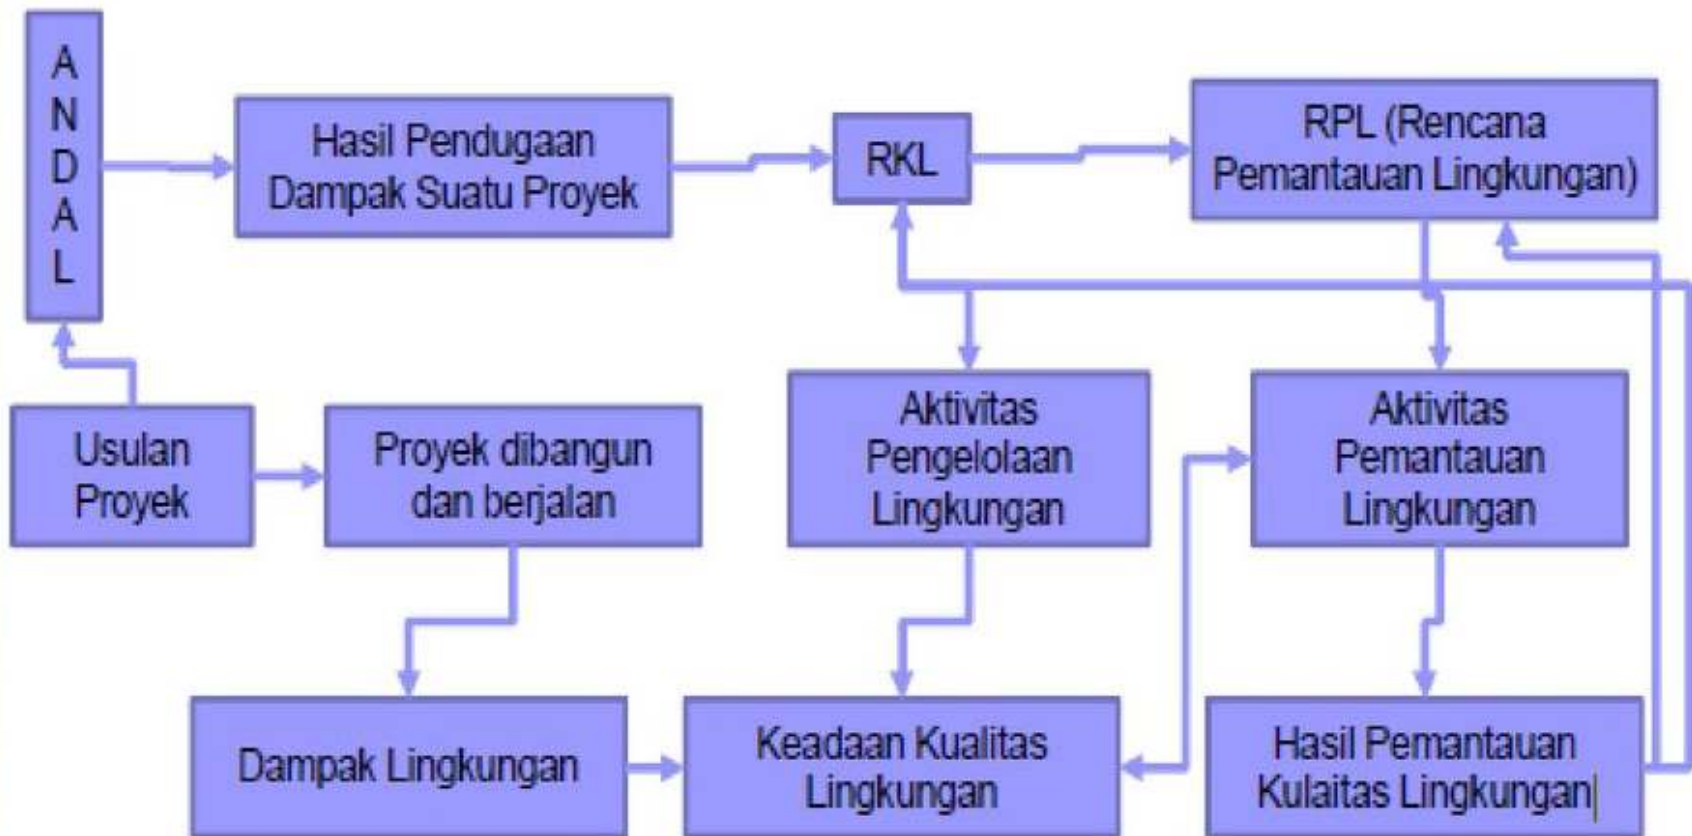 ANDAL
Hasil Pendugaan
Dampak Suatu Proyek
RKL
RPL (Rencana
Pemantauan Lingkungan)
Usulan
Proyek
Proyek dibangun
dan berjalan
Aktivitas
Pengelolaan
Lingkungan
Aktivitas
Pemantauan
Lingkungan
Dampak Lingkungan
Keadaan Kualitas
Lingkungan
Hasil Pemantauan
Kulaitas Lingkungan